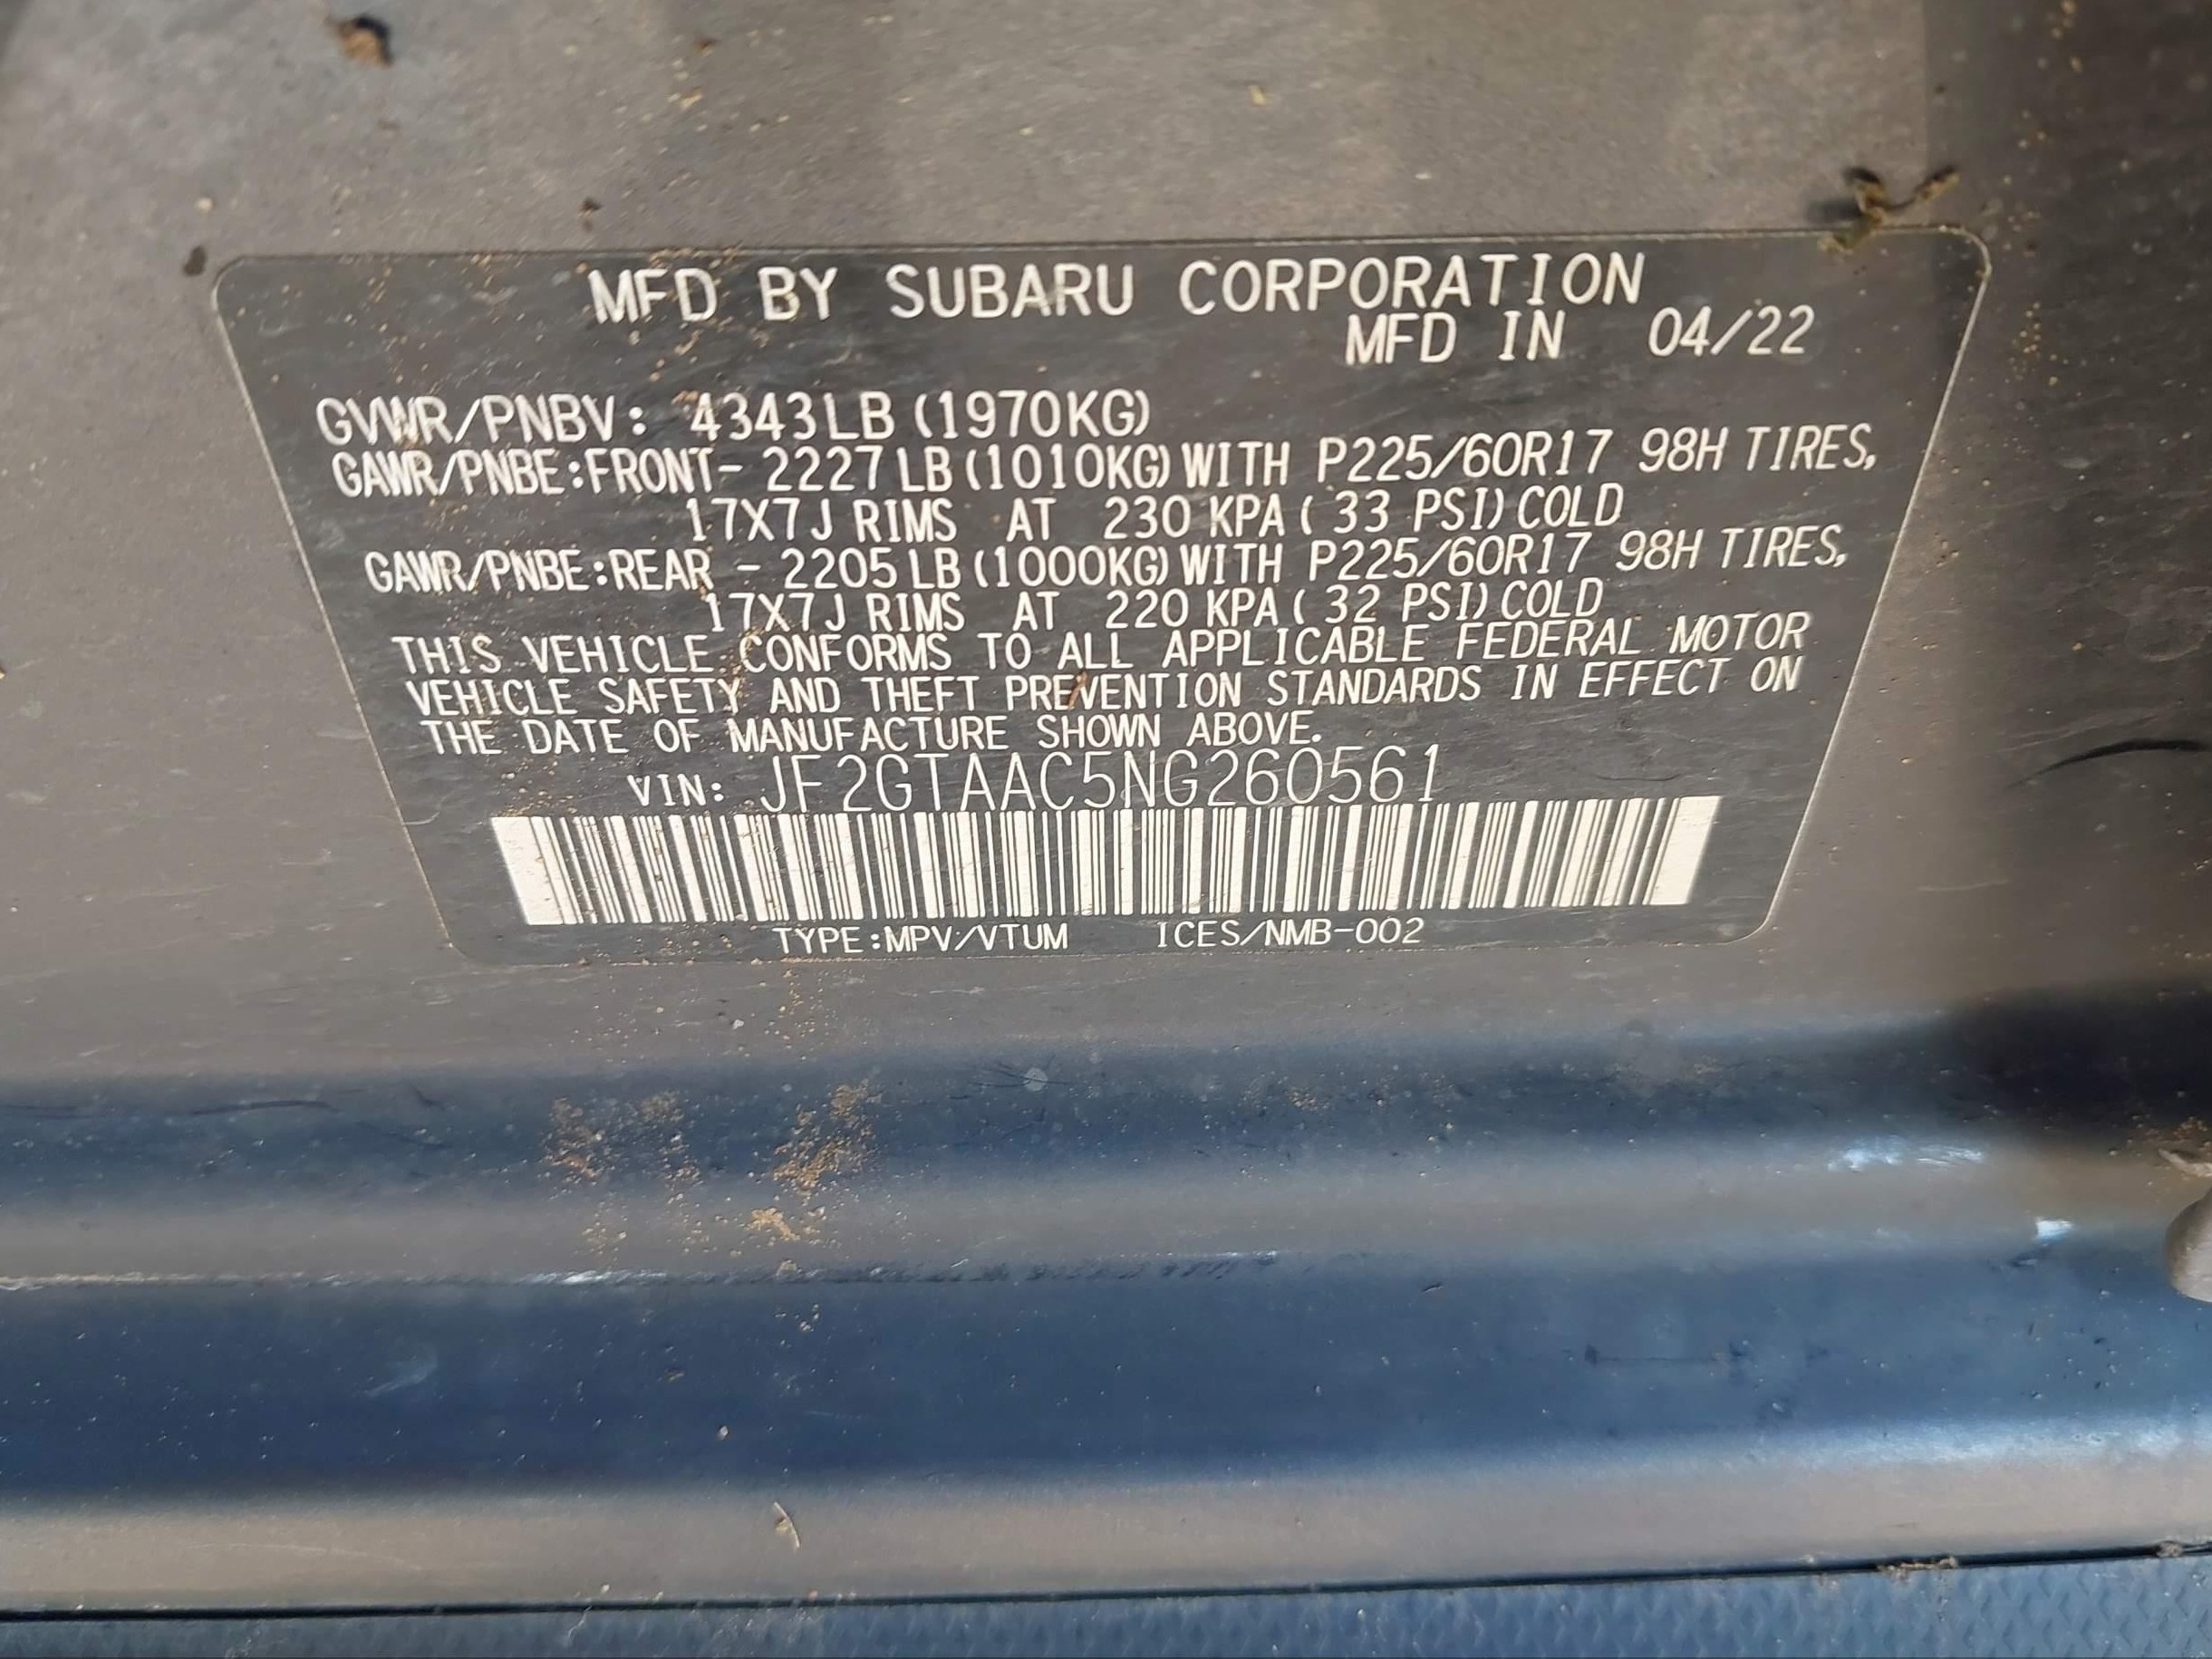 MFD BY SUBARU CORPORATION
MFD IN 04/22
GVWR/PNBV: 4343LB (1970KG)
GAWR/PNBE:FRONT- 2227LB (1010KG) WITH P225/60R17 98H TIRES,
17X7J RIMS AT 230 KPA ( 33 PSI) COLD
GAWR/PNBE:REAR - 2205LB (1000KG) WITH P225/60R17 98H TIRES,
17X7J RIMS AT 220 KPA ( 32 PSI) COLD
THIS VEHICLE CONFORMS TO ALL APPLICABLE FEDERAL MOTOR
VEHICLE SAFETY AND THEFT PREVENTION STANDARDS IN EFFECT ON
THE DATE OF MANUFACTURE SHOWN ABOVE.
VIN: JF2GTAAC5NG260561
TYPE:MPV/VTUM ICES/NMB-002